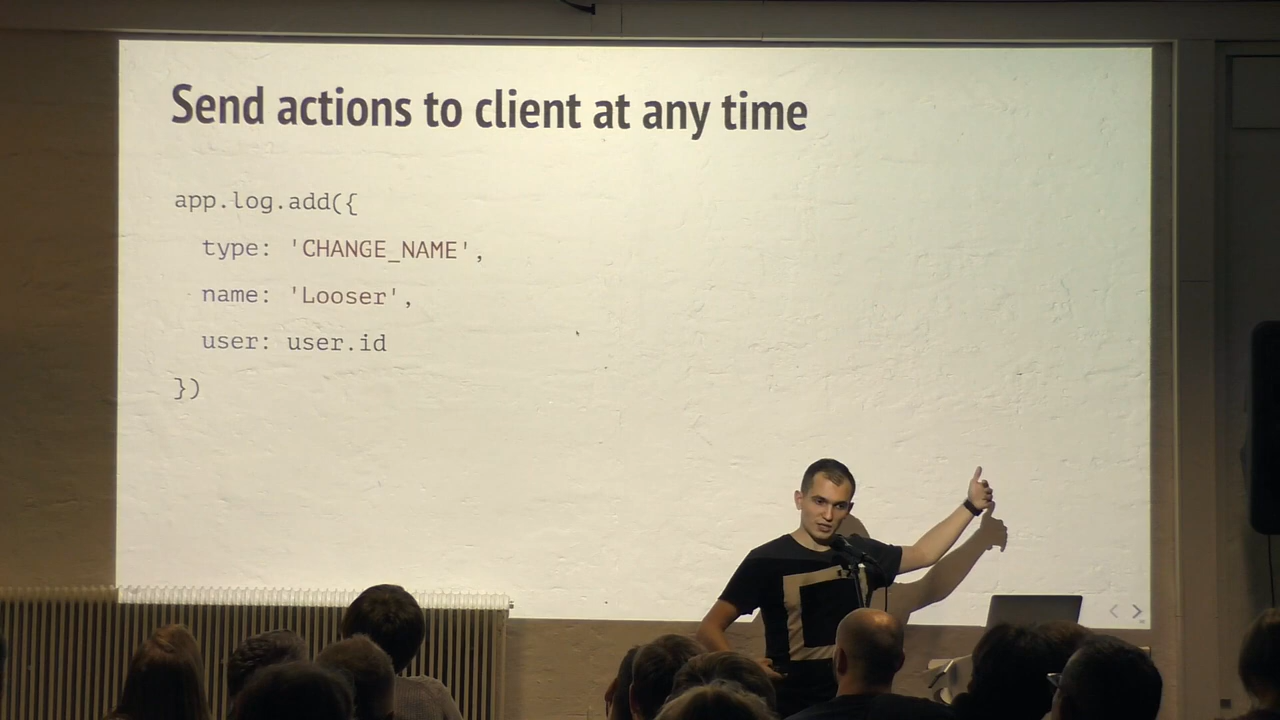 Send actions to client at any time
app.log.add({
type: 'CHANGE_NAME',
name: 'Looser',
user: user.id
})